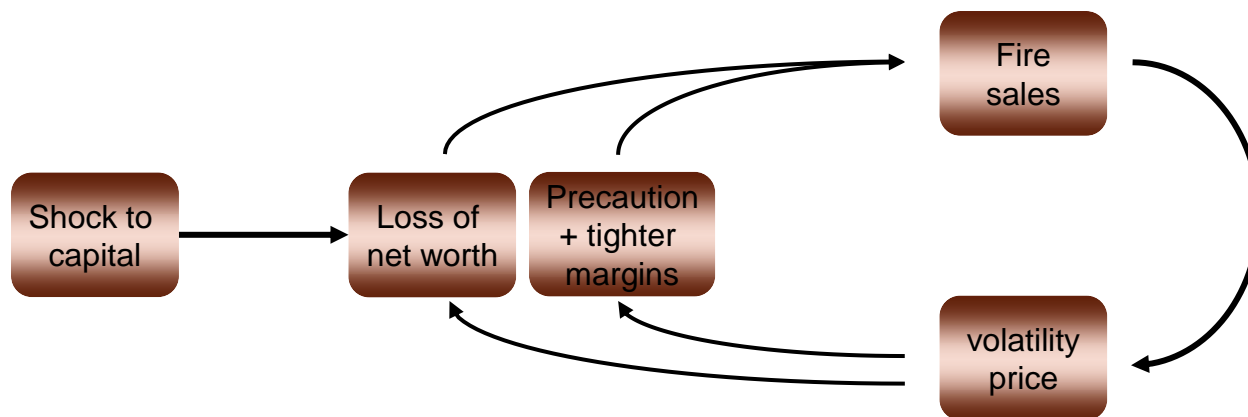 Fire
sales
Shock to
capital
Loss of
net worth
Precaution
+ tighter
margins
volatility
price